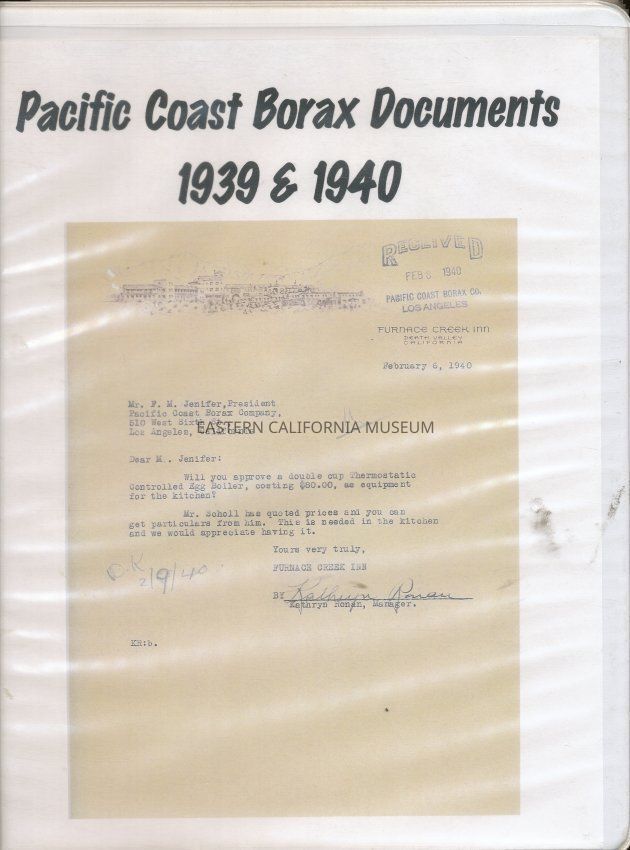 Pacific Coast Borax Documents
1939 & 1940
RECEIVED
FEB 8 1940
PACIFIC COAST BORAX CO.
LOS ANGELES
FURNACE CREEK INN
DEATH VALLEY
CALIFORNIA
February 6, 1940
Mr. F. M. Jenifer,President
Pacific Coast Borax Company,
510 West Sixth
Los Angeles, California
EASTERN CALIFORNIA MUSEUM
Dear M.. Jenifer:
Will you approve a double cup Thermostatic
Controlled Egg Boiler, costing $80.00, as equipment
for the kitchen?
Mr. Scholl has quoted prices and you can
get particulars from him. This is needed in the kitchen
and we would appreciate having it.
Yours very truly,
FURNACE CREEK INN
O.K
2/9/40
BY Kathryn Ronan
Kathryn Ronan, Manager.
KR:b.